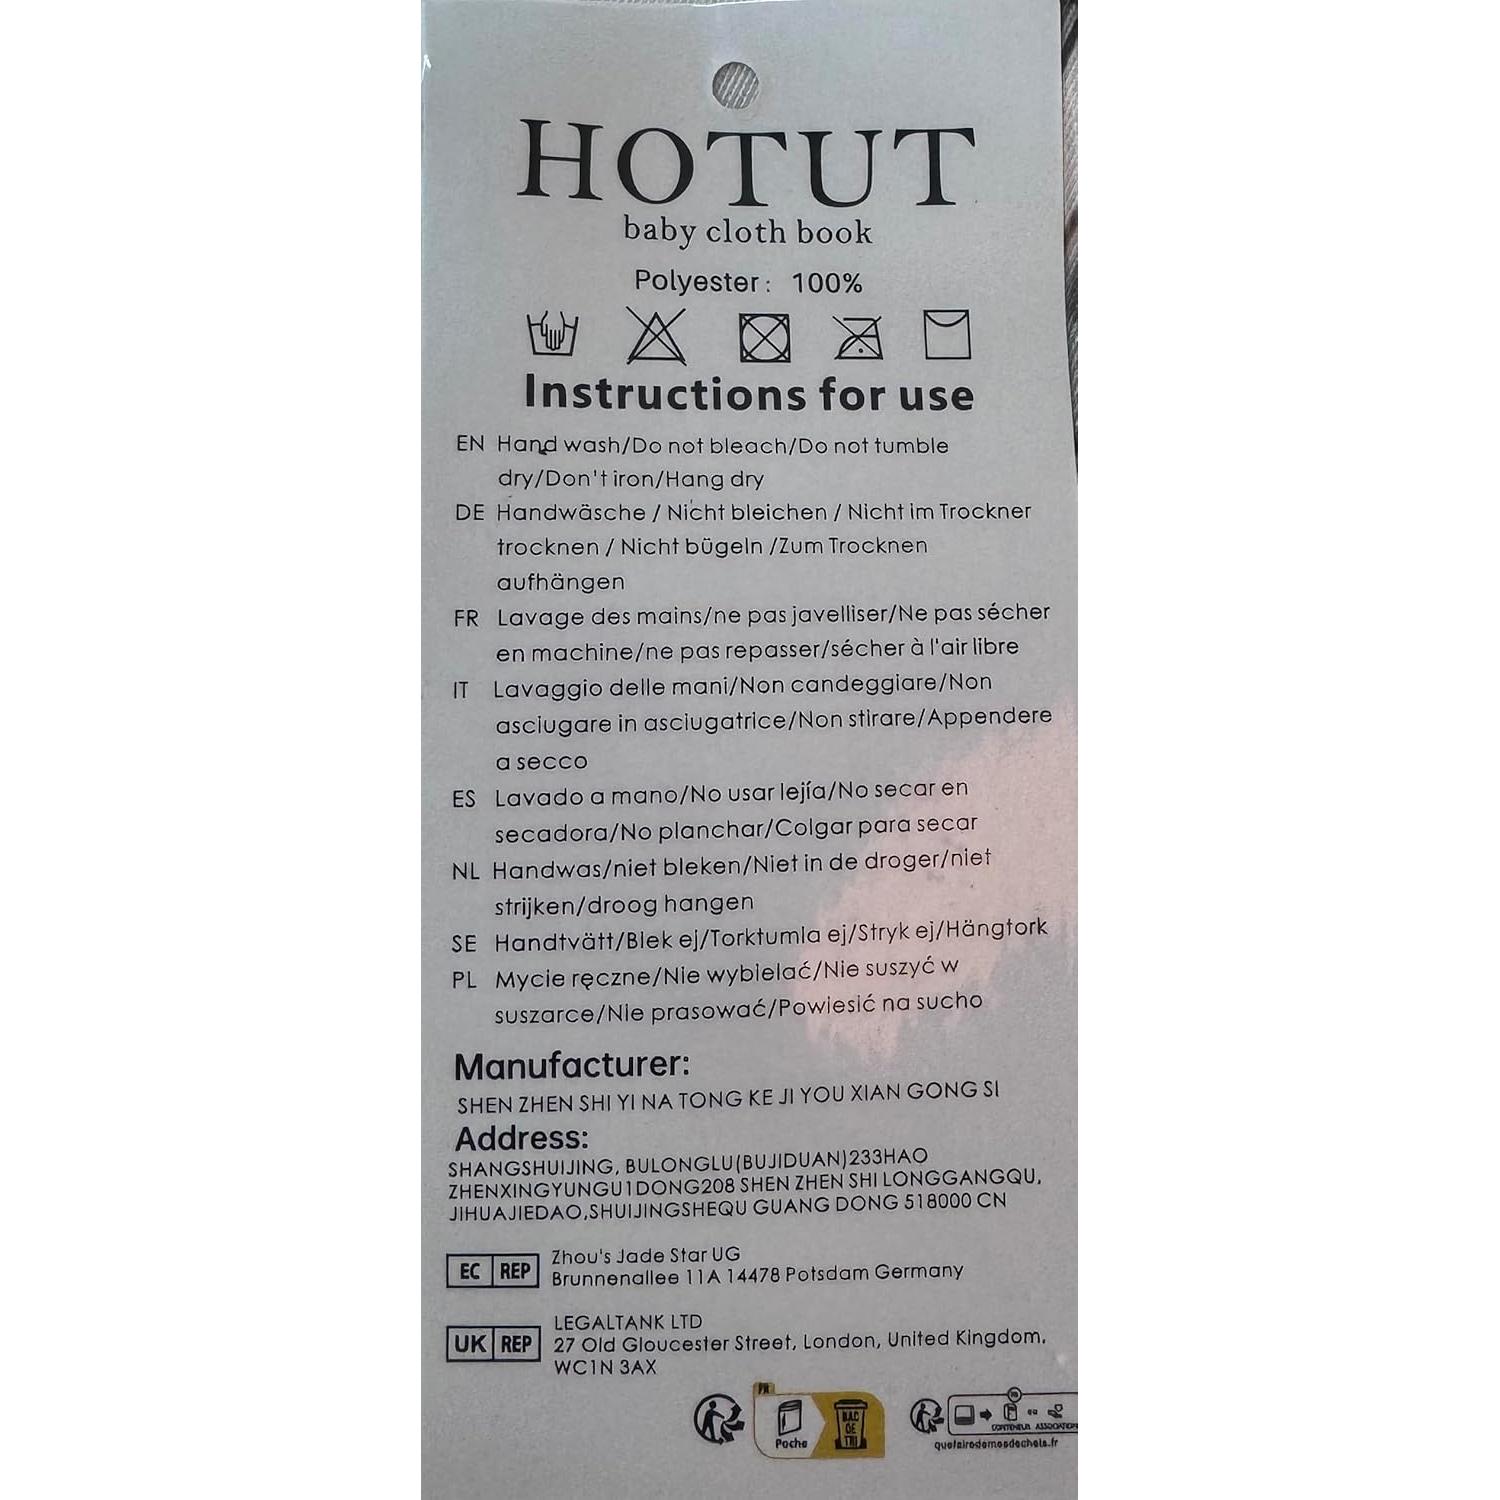 HOTUT
baby cloth book
Polyester: 100%
Instructions for use
EN Hand wash/Do not bleach/Do not tumble
dry/Don't iron/Hang dry
DE Handwäsche / Nicht bleichen / Nicht im Trockner
trocknen / Nicht bügeln /Zum Trocknen
aufhängen
FR Lavage des mains/ne pas javelliser/Ne pas sécher
en machine/ne pas repasser/sécher à l'air libre
IT Lavaggio delle mani/Non candeggiare/Non
asciugare in asciugatrice/Non stirare/Appendere
a secco
ES Lavado a mano/No usar lejía/No secar en
secadora/No planchar/Colgar para secar
NL Handwas/niet bleken/Niet in de droger/niet
strijken/droog hangen
SE Handtvätt/Blek ej/Torktumla ej/Stryk ej/Hängtork
PL Mycie ręczne/Nie wybielać/Nie suszyć w
suszarce/Nie prasować/Powiesić na sucho
Manufacturer:
SHEN ZHEN SHI YI NA TONG KE JI YOU XIAN GONG SI
Address:
SHANGSHUIJING, BULONGLU(BUJIDUAN)233HAO
ZHENXINGYUNGU1DONG208 SHEN ZHEN SHI LONGGANGQU,
JIHUAJIEDAO,SHUIJINGSHEQU GUANG DONG 518000 CN
EC REP Zhou's Jade Star UG
Brunnenallee 11A 14478 Potsdam Germany
UK REP LEGALTANK LTD
27 Old Gloucester Street, London, United Kingdom,
WC1N 3AX
FR
Poche
BAC
DE
TRI
ou
CONTENEUR ASSOCIATION
quefairedemesdechets.fr